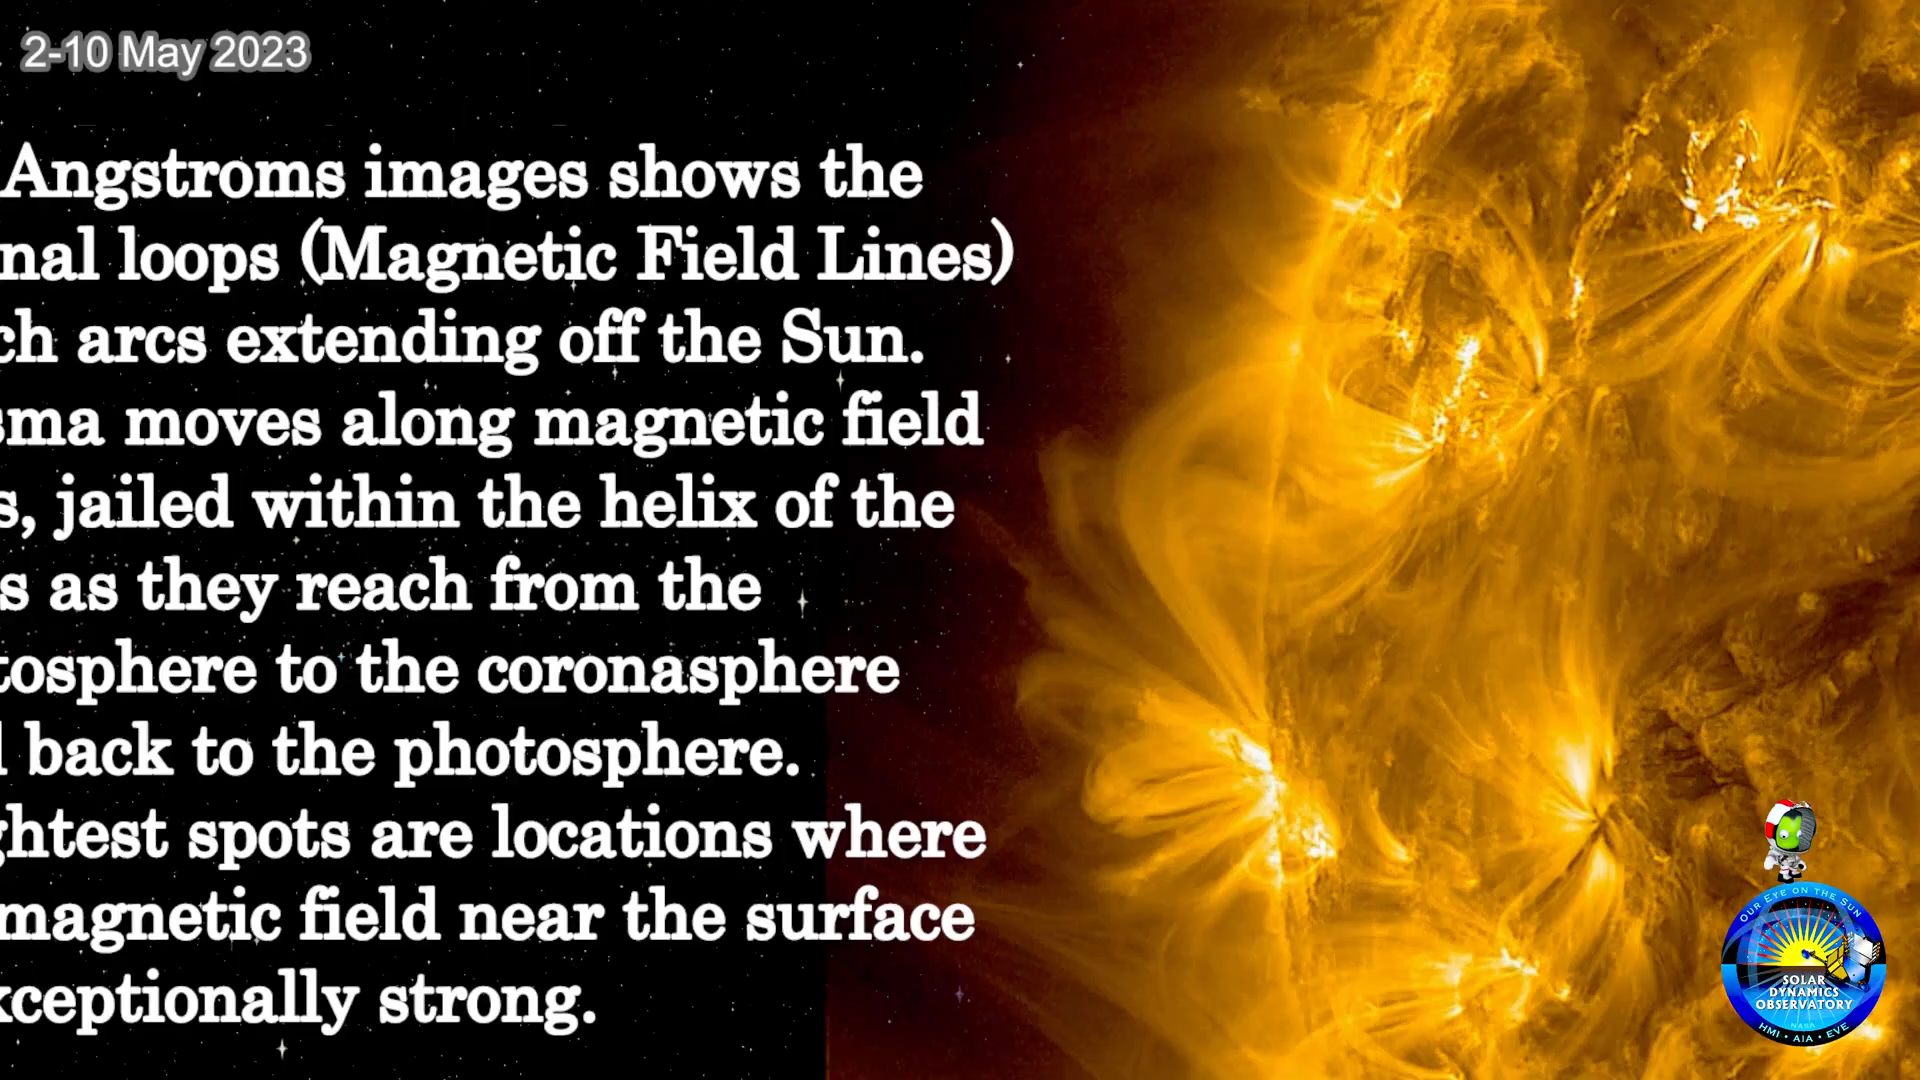 2-10 May 2023
Angstroms images shows the
nal loops (Magnetic Field Lines)
ch arcs extending off the Sun.
sma moves along magnetic field
s, jailed within the helix of the
s as they reach from the
tosphere to the coronasphere
back to the photosphere.
ghtest spots are locations where
magnetic field near the surface
xceptionally strong.
OUR EYE ON THE SUN
SOLAR
DYNAMICS
OBSERVATORY
NASA
HMI • AIA • EVE